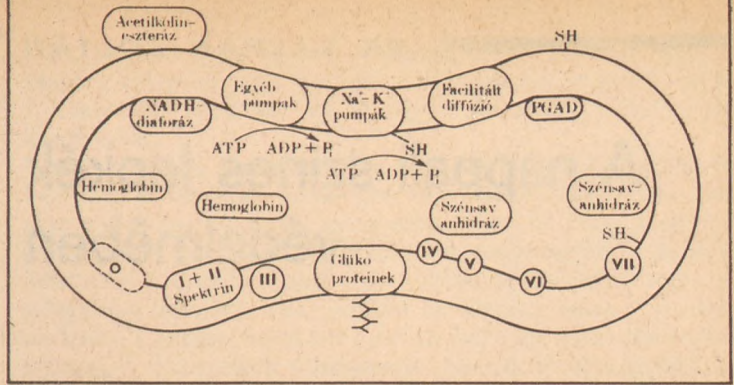 Acetilkolin-
eszteráz
SH
Egyéb
pumpák
Na⁺-K⁺
pumpák
Facilitált
diffúzió
NADH-
diaforáz
PGAD
ATP ADP + Pᵢ
SH
ATP ADP + Pᵢ
Hemoglobin
Hemoglobin
Szénsav
anhidráz
Szénsav-
anhidráz
SH
O
I + II
Spektrin
III
Glüko
proteinek
IV
V
VI
VII